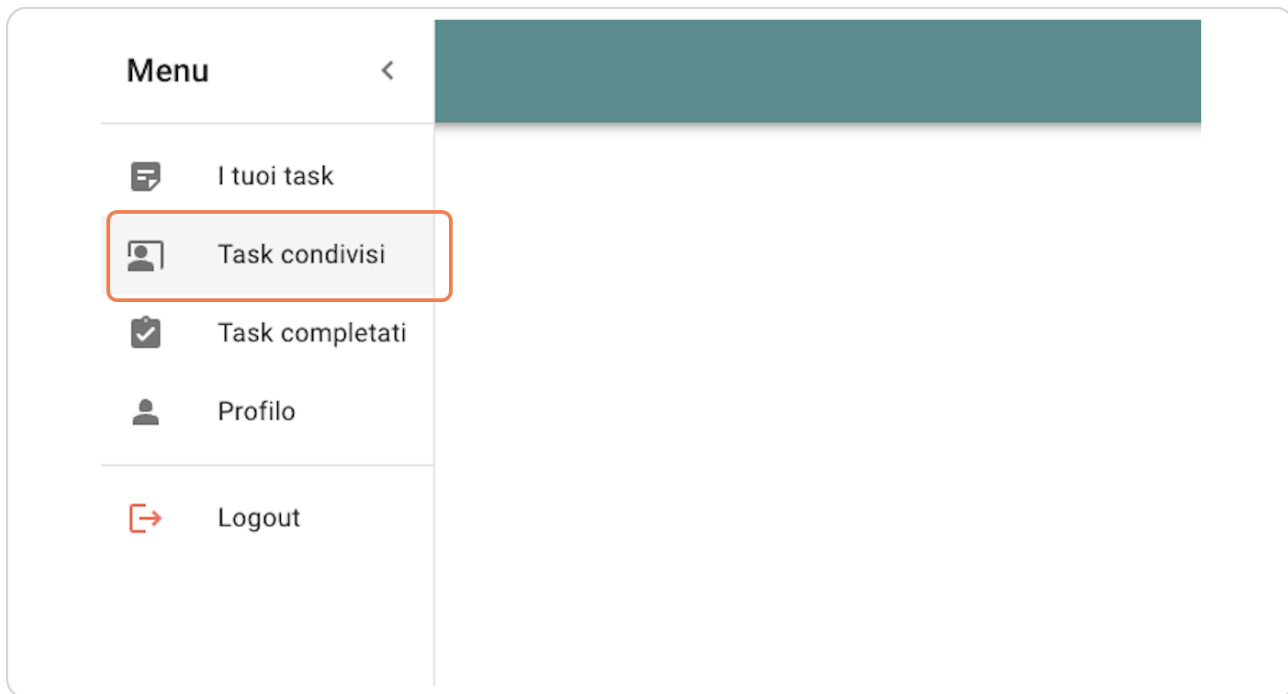 Menu
I tuoi task
Task condivisi
Task completati
Profilo
Logout